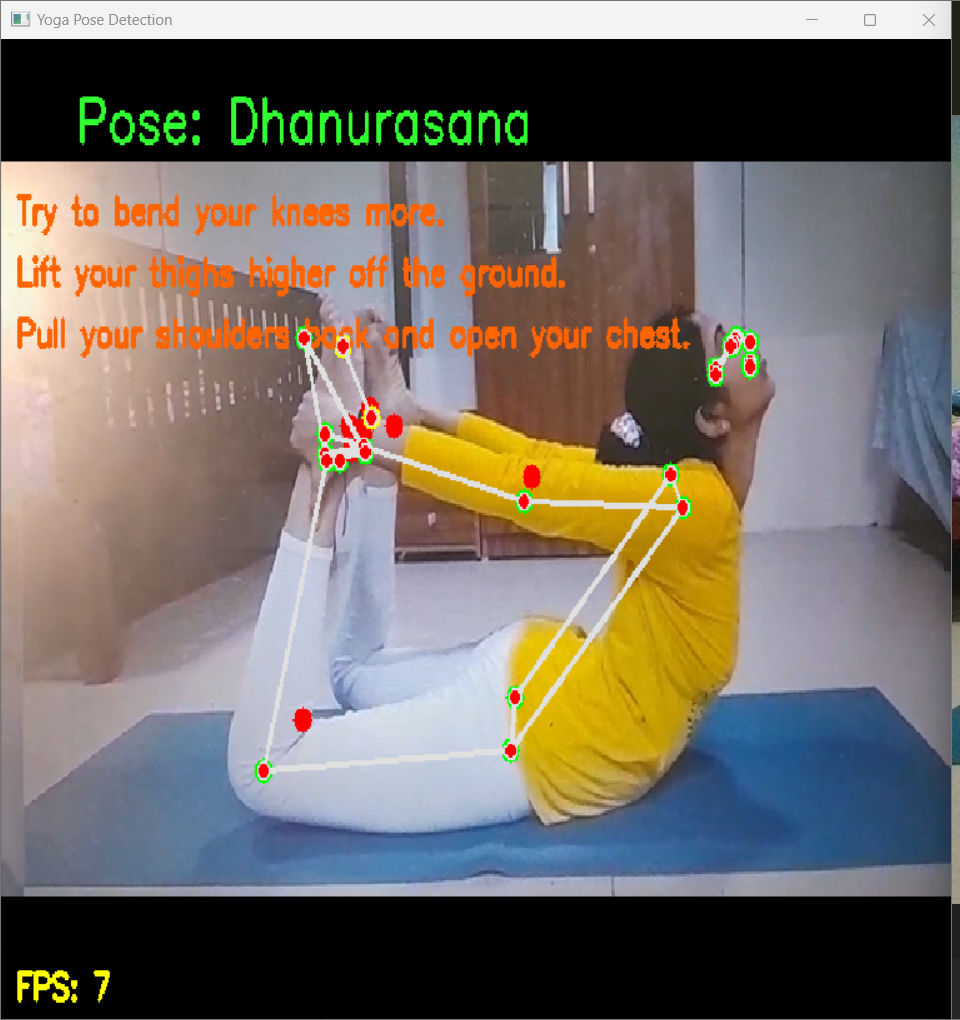 Yoga Pose Detection
Pose: Dhanurasana
Try to bend your knees more.
Lift your thighs higher off the ground.
Pull your shoulders back and open your chest.
FPS: 7